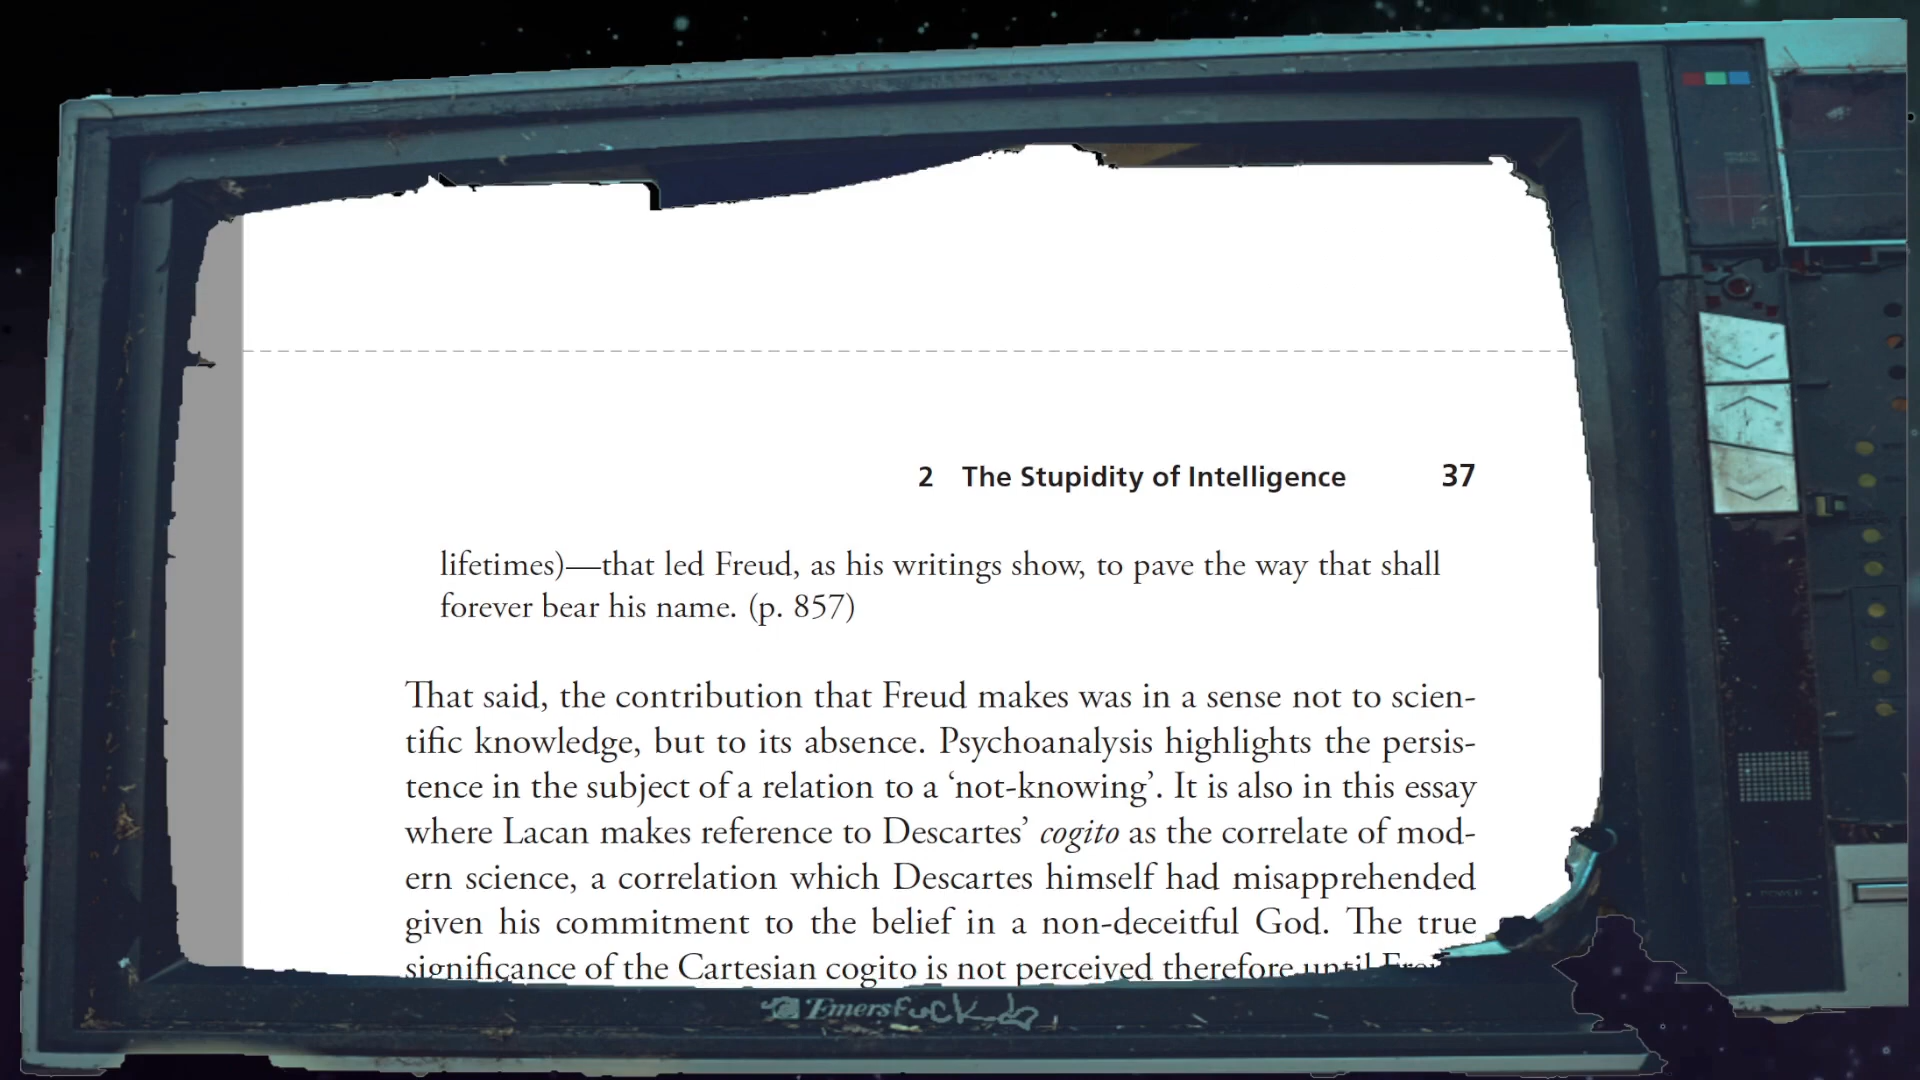 2 The Stupidity of Intelligence 37
lifetimes)—that led Freud, as his writings show, to pave the way that shall
forever bear his name. (p. 857)
That said, the contribution that Freud makes was in a sense not to scien-
tific knowledge, but to its absence. Psychoanalysis highlights the persis-
tence in the subject of a relation to a ‘not-knowing’. It is also in this essay
where Lacan makes reference to Descartes’ cogito as the correlate of mod-
ern science, a correlation which Descartes himself had misapprehended
given his commitment to the belief in a non-deceitful God. The true
significance of the Cartesian cogito is not perceived therefore until
POWER